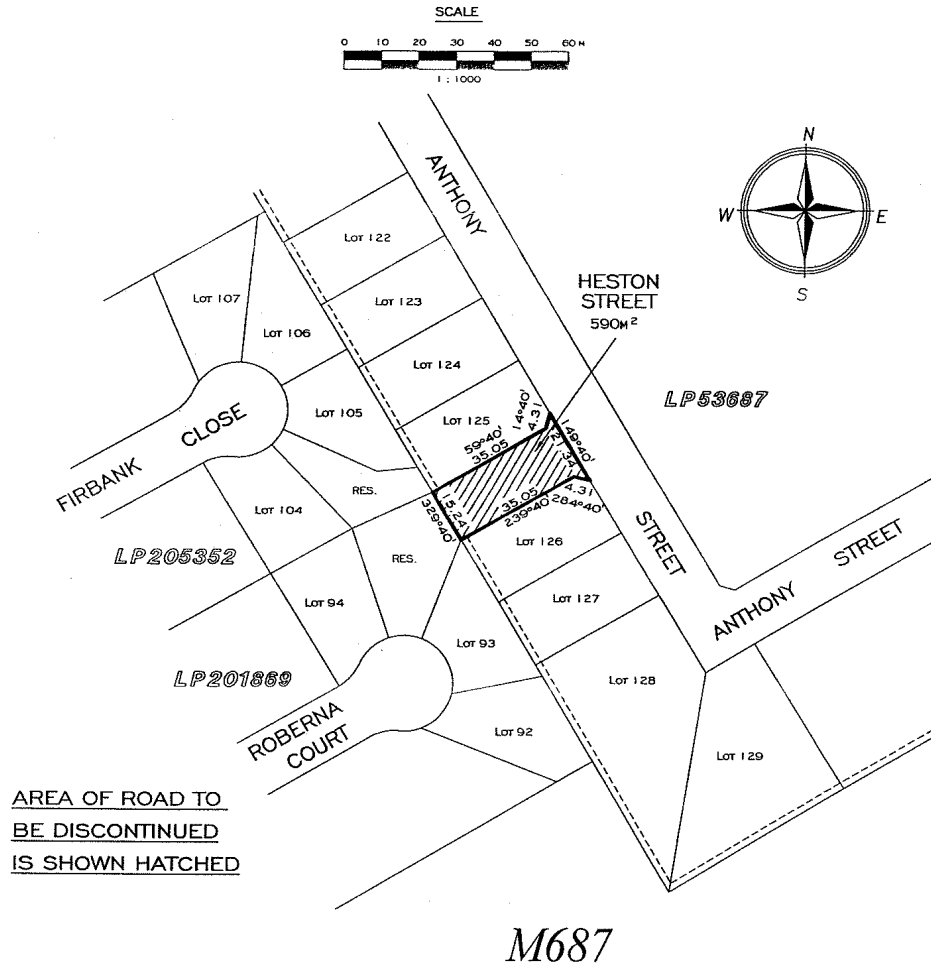 SCALE
0 10 20 30 40 50 60 M
1 : 1000
ANTHONY
N
W
E
S
HESTON
STREET
590M²
LP53687
LOT 122
LOT 123
LOT 124
LOT 125
LOT 107
LOT 106
LOT 105
FIRBANK CLOSE
RES.
LOT 104
LP205352
59°40'
35.05
14°40'
4.31
149°40'
21.34
4.31
284°40'
35.05
239°40'
15.24
329°40'
RES.
LOT 94
LOT 93
LP201869
ROBERNA
COURT
LOT 92
LOT 126
LOT 127
LOT 128
LOT 129
STREET
ANTHONY STREET
AREA OF ROAD TO
BE DISCONTINUED
IS SHOWN HATCHED
M687